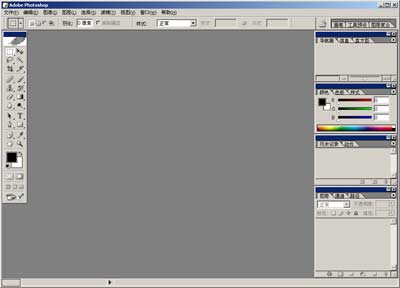 Adobe Photoshop
文件(F) 编辑(E) 图像(I) 图层(L) 选择(S) 滤镜(T) 视图(V) 窗口(W) 帮助(H)
羽化: 0 像素 消除锯齿 样式: 正常 宽度: 高度:
画笔 工具预设 图层复合
导航器 信息 直方图
颜色 色板 样式
R 0
G 0
B 0
历史记录 动作
图层 通道 路径
正常 不透明度:
锁定: 填充: